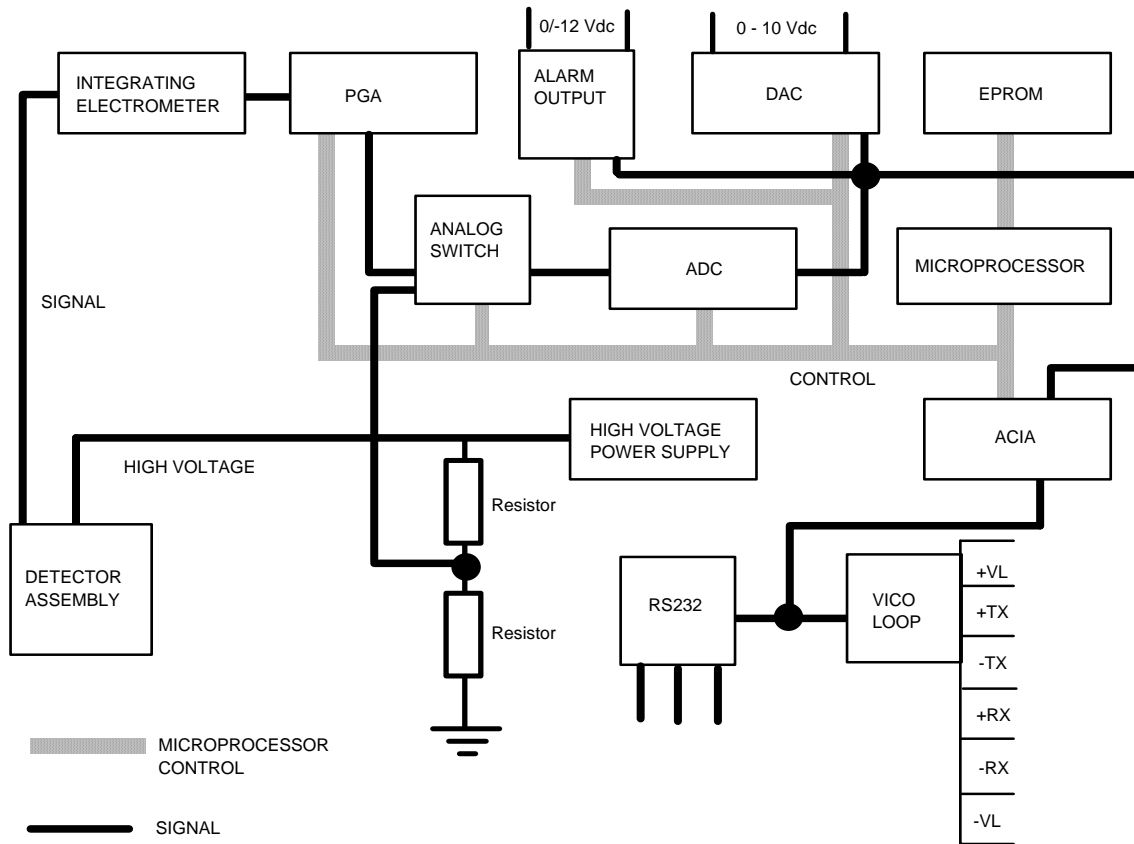 0/-12 Vdc
0 - 10 Vdc
INTEGRATING
ELECTROMETER
PGA
ALARM
OUTPUT
DAC
EPROM
ANALOG
SWITCH
ADC
MICROPROCESSOR
SIGNAL
CONTROL
HIGH VOLTAGE
POWER SUPPLY
ACIA
HIGH VOLTAGE
Resistor
DETECTOR
ASSEMBLY
RS232
VICO
LOOP
+VL
+TX
-TX
+RX
-RX
-VL
Resistor
MICROPROCESSOR
CONTROL
SIGNAL